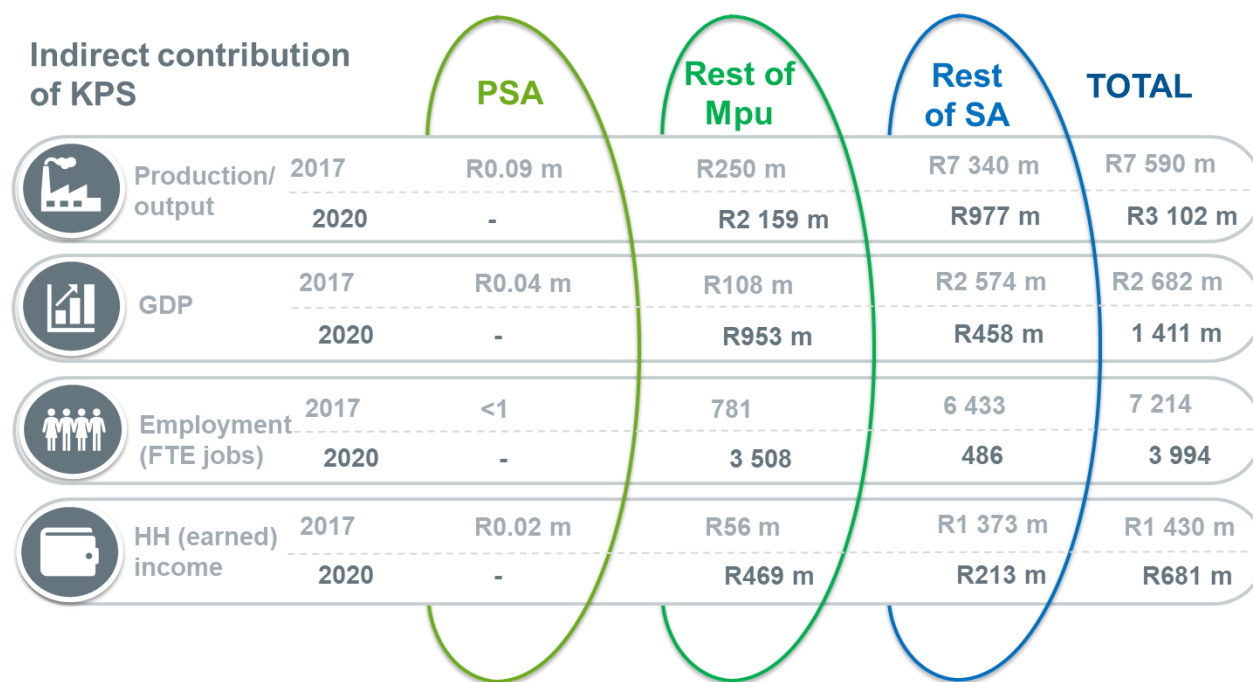 Indirect contribution
of KPS
PSA
Rest of
Mpu
Rest
of SA
TOTAL
Production/
output
2017 R0.09 m R250 m R7 340 m R7 590 m
2020 - R2 159 m R977 m R3 102 m
GDP
2017 R0.04 m R108 m R2 574 m R2 682 m
2020 - R953 m R458 m 1 411 m
Employment
(FTE jobs)
2017 <1 781 6 433 7 214
2020 - 3 508 486 3 994
HH (earned)
income
2017 R0.02 m R56 m R1 373 m R1 430 m
2020 - R469 m R213 m R681 m